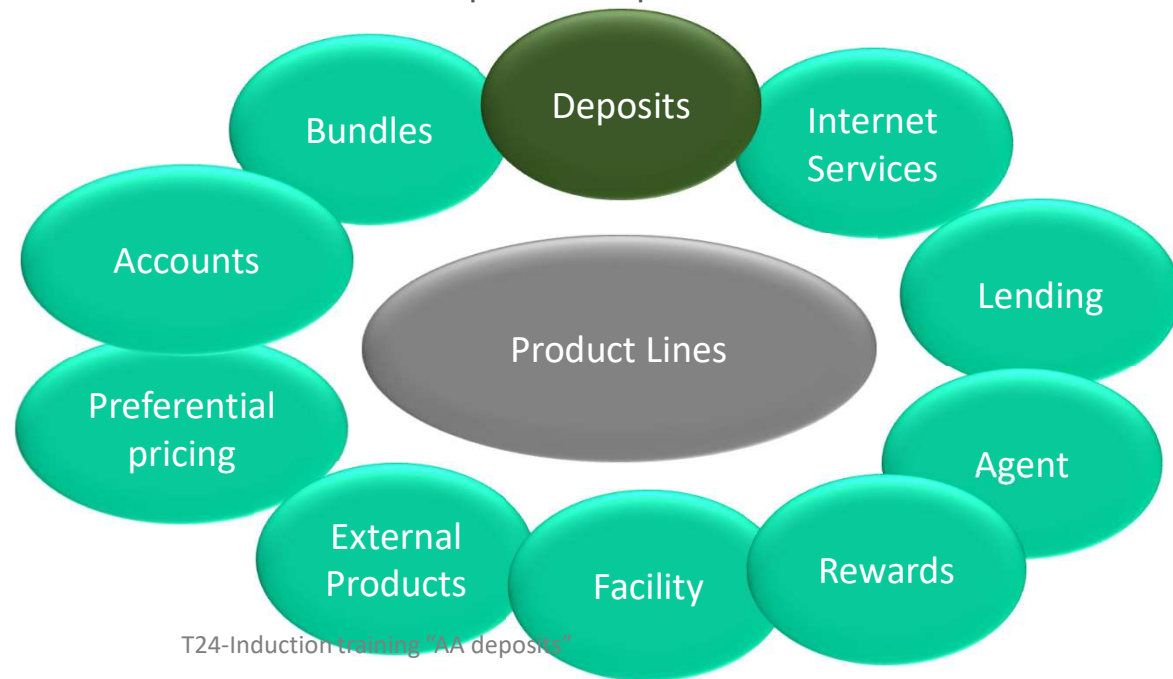 Deposits
Internet
Services
Lending
Agent
Rewards
Facility
External
Products
Preferential
pricing
Accounts
Bundles
Product Lines
T24-Induction training "AA deposits"